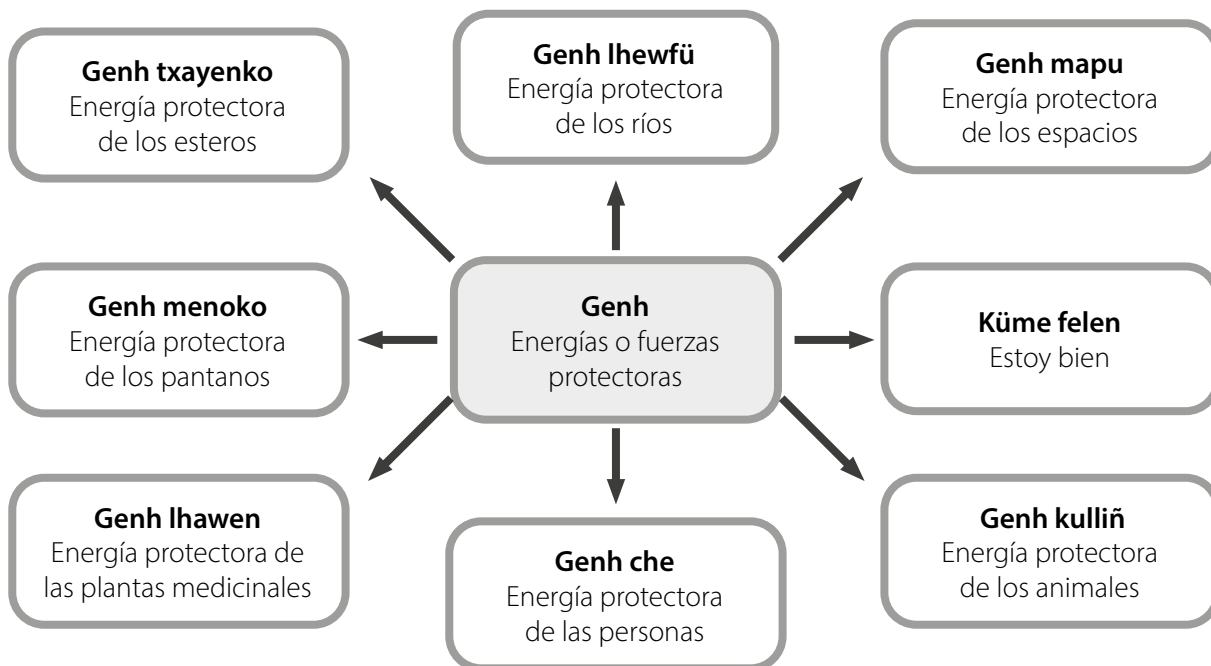 Genh txayenko
Energía protectora
de los esteros
Genh lhewfü
Energía protectora
de los ríos
Genh mapu
Energía protectora
de los espacios
Genh menoko
Energía protectora
de los pantanos
Genh
Energías o fuerzas
protectoras
Küme felen
Estoy bien
Genh lhawen
Energía protectora de
las plantas medicinales
Genh che
Energía protectora
de las personas
Genh kulliñ
Energía protectora
de los animales